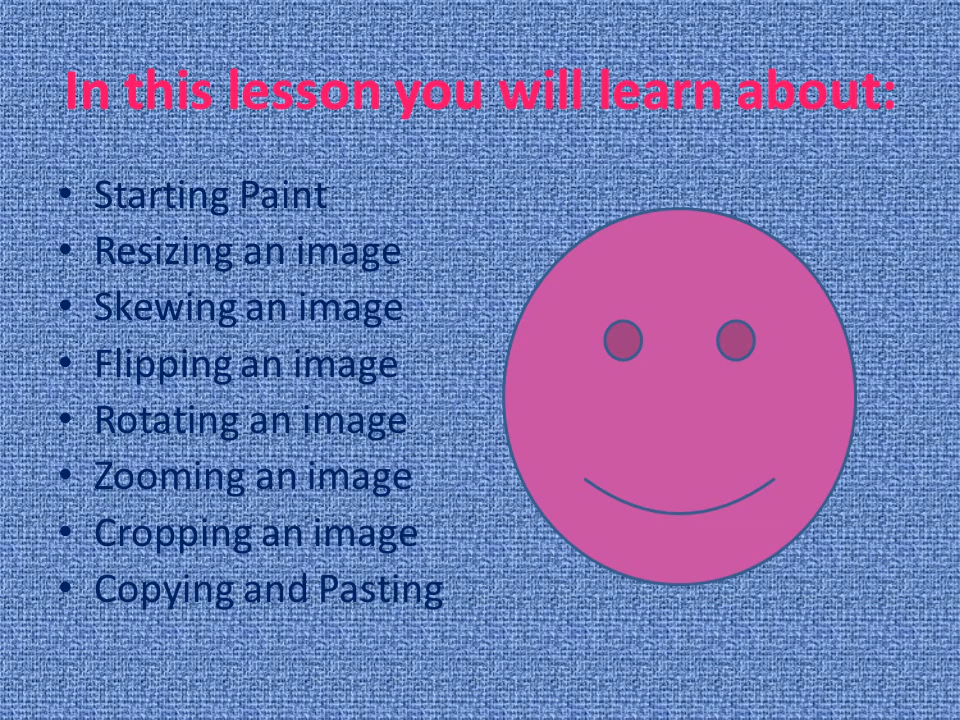 In this lesson you will learn about:
• Starting Paint
• Resizing an image
• Skewing an image
• Flipping an image
• Rotating an image
• Zooming an image
• Cropping an image
• Copying and Pasting